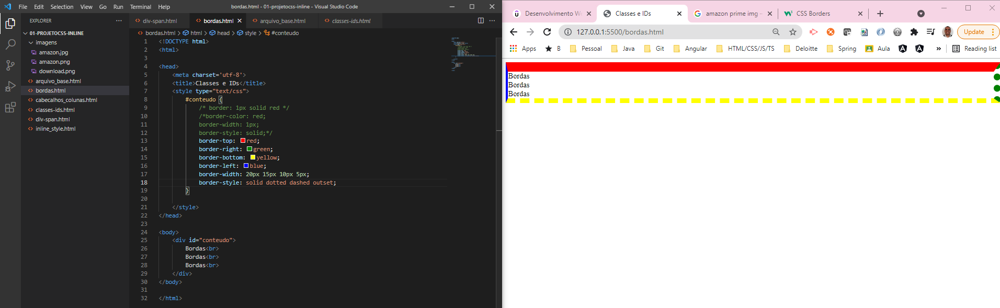 File Edit Selection View Go Run Terminal Help bordas.html - 01-projetocss-inline - Visual Studio Code
EXPLORER
01-PROJETOCSS-INLINE
imagens
amazon.jpg
amazon.png
download.png
arquivo_base.html
bordas.html
cabecalhos_colunas.html
classes-ids.html
div-span.html
inline_style.html
div-span.html bordas.html arquivo_base.html classes-ids.html
bordas.html > html > head > style > #conteudo
1 <!DOCTYPE html>
2 <html>
3
4 <head>
5 <meta charset='utf-8'>
6 <title>Classes e IDs</title>
7 <style type="text/css">
8 #conteudo {
9 /* border: 1px solid red */
10 /*border-color: red;
11 border-width: 1px;
12 border-style: solid;*/
13 border-top: red;
14 border-right: green;
15 border-bottom: yellow;
16 border-left: blue;
17 border-width: 20px 15px 10px 5px;
18 border-style: solid dotted dashed outset;
19 }
20
21 </style>
22 </head>
23
24 <body>
25 <div id="conteudo">
26 Bordas<br>
27 Bordas<br>
28 Bordas<br>
29 </div>
30 </body>
31
32 </html>
Desenvolvimento W Classes e IDs amazon prime img - CSS Borders
127.0.0.1:5500/bordas.html Update
Apps B Pessoal Java Git Angular HTML/CSS/JS/TS Deloitte Spring Aula » Reading list
Bordas
Bordas
Bordas